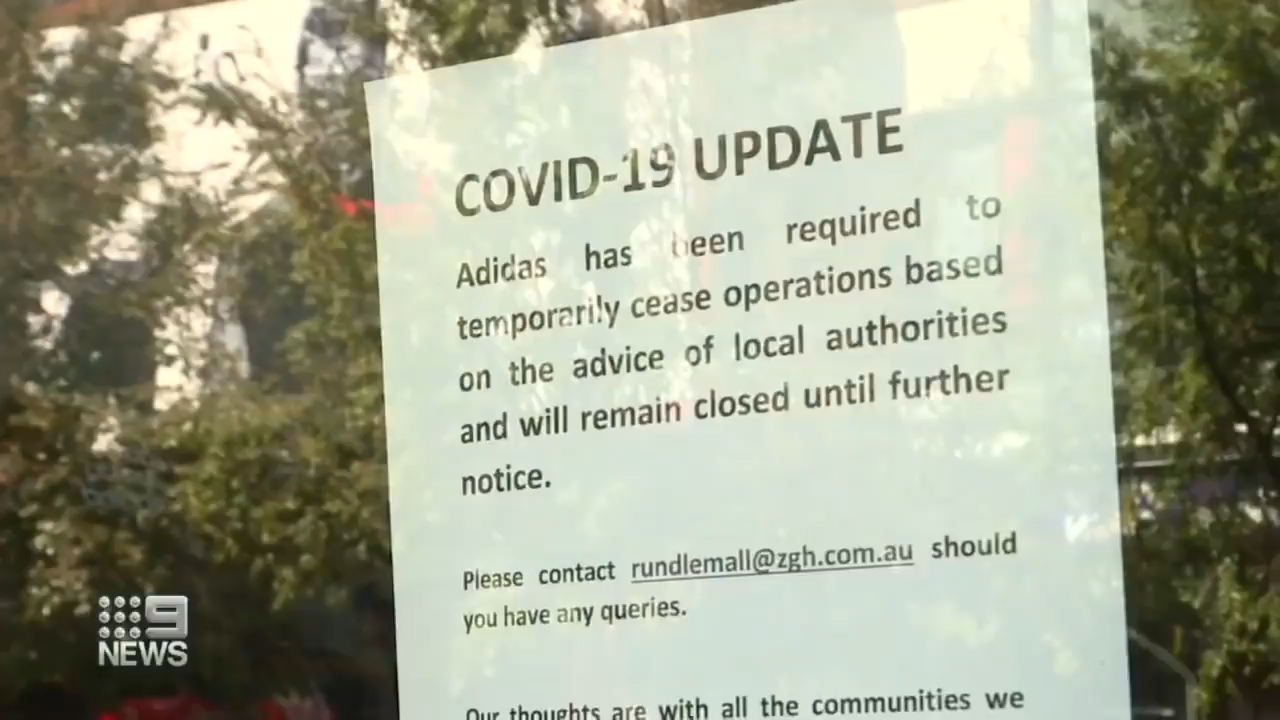 COVID-19 UPDATE
Adidas has been required to
temporarily cease operations based
on the advice of local authorities
and will remain closed until further
notice.
Please contact rundlemall@zgh.com.au should
you have any queries.
Our thoughts are with all the communities we
9
NEWS